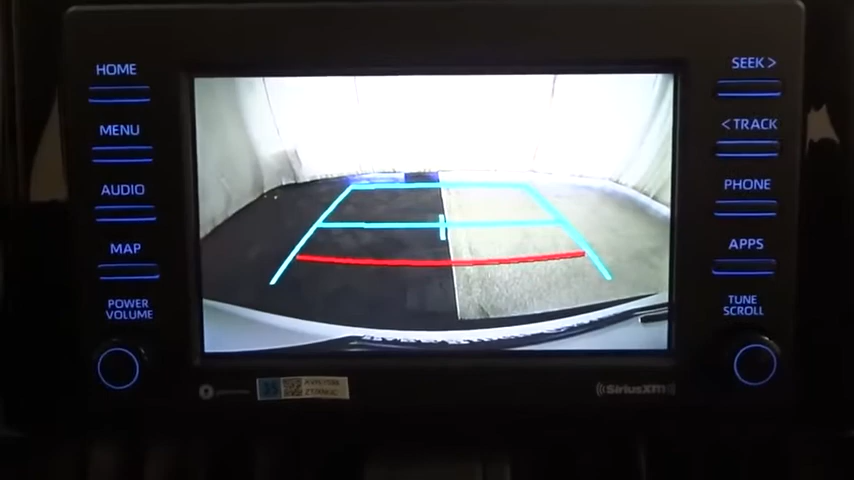 HOME
MENU
AUDIO
MAP
POWER
VOLUME
SEEK >
< TRACK
PHONE
APPS
TUNE
SCROLL
SiriusXM